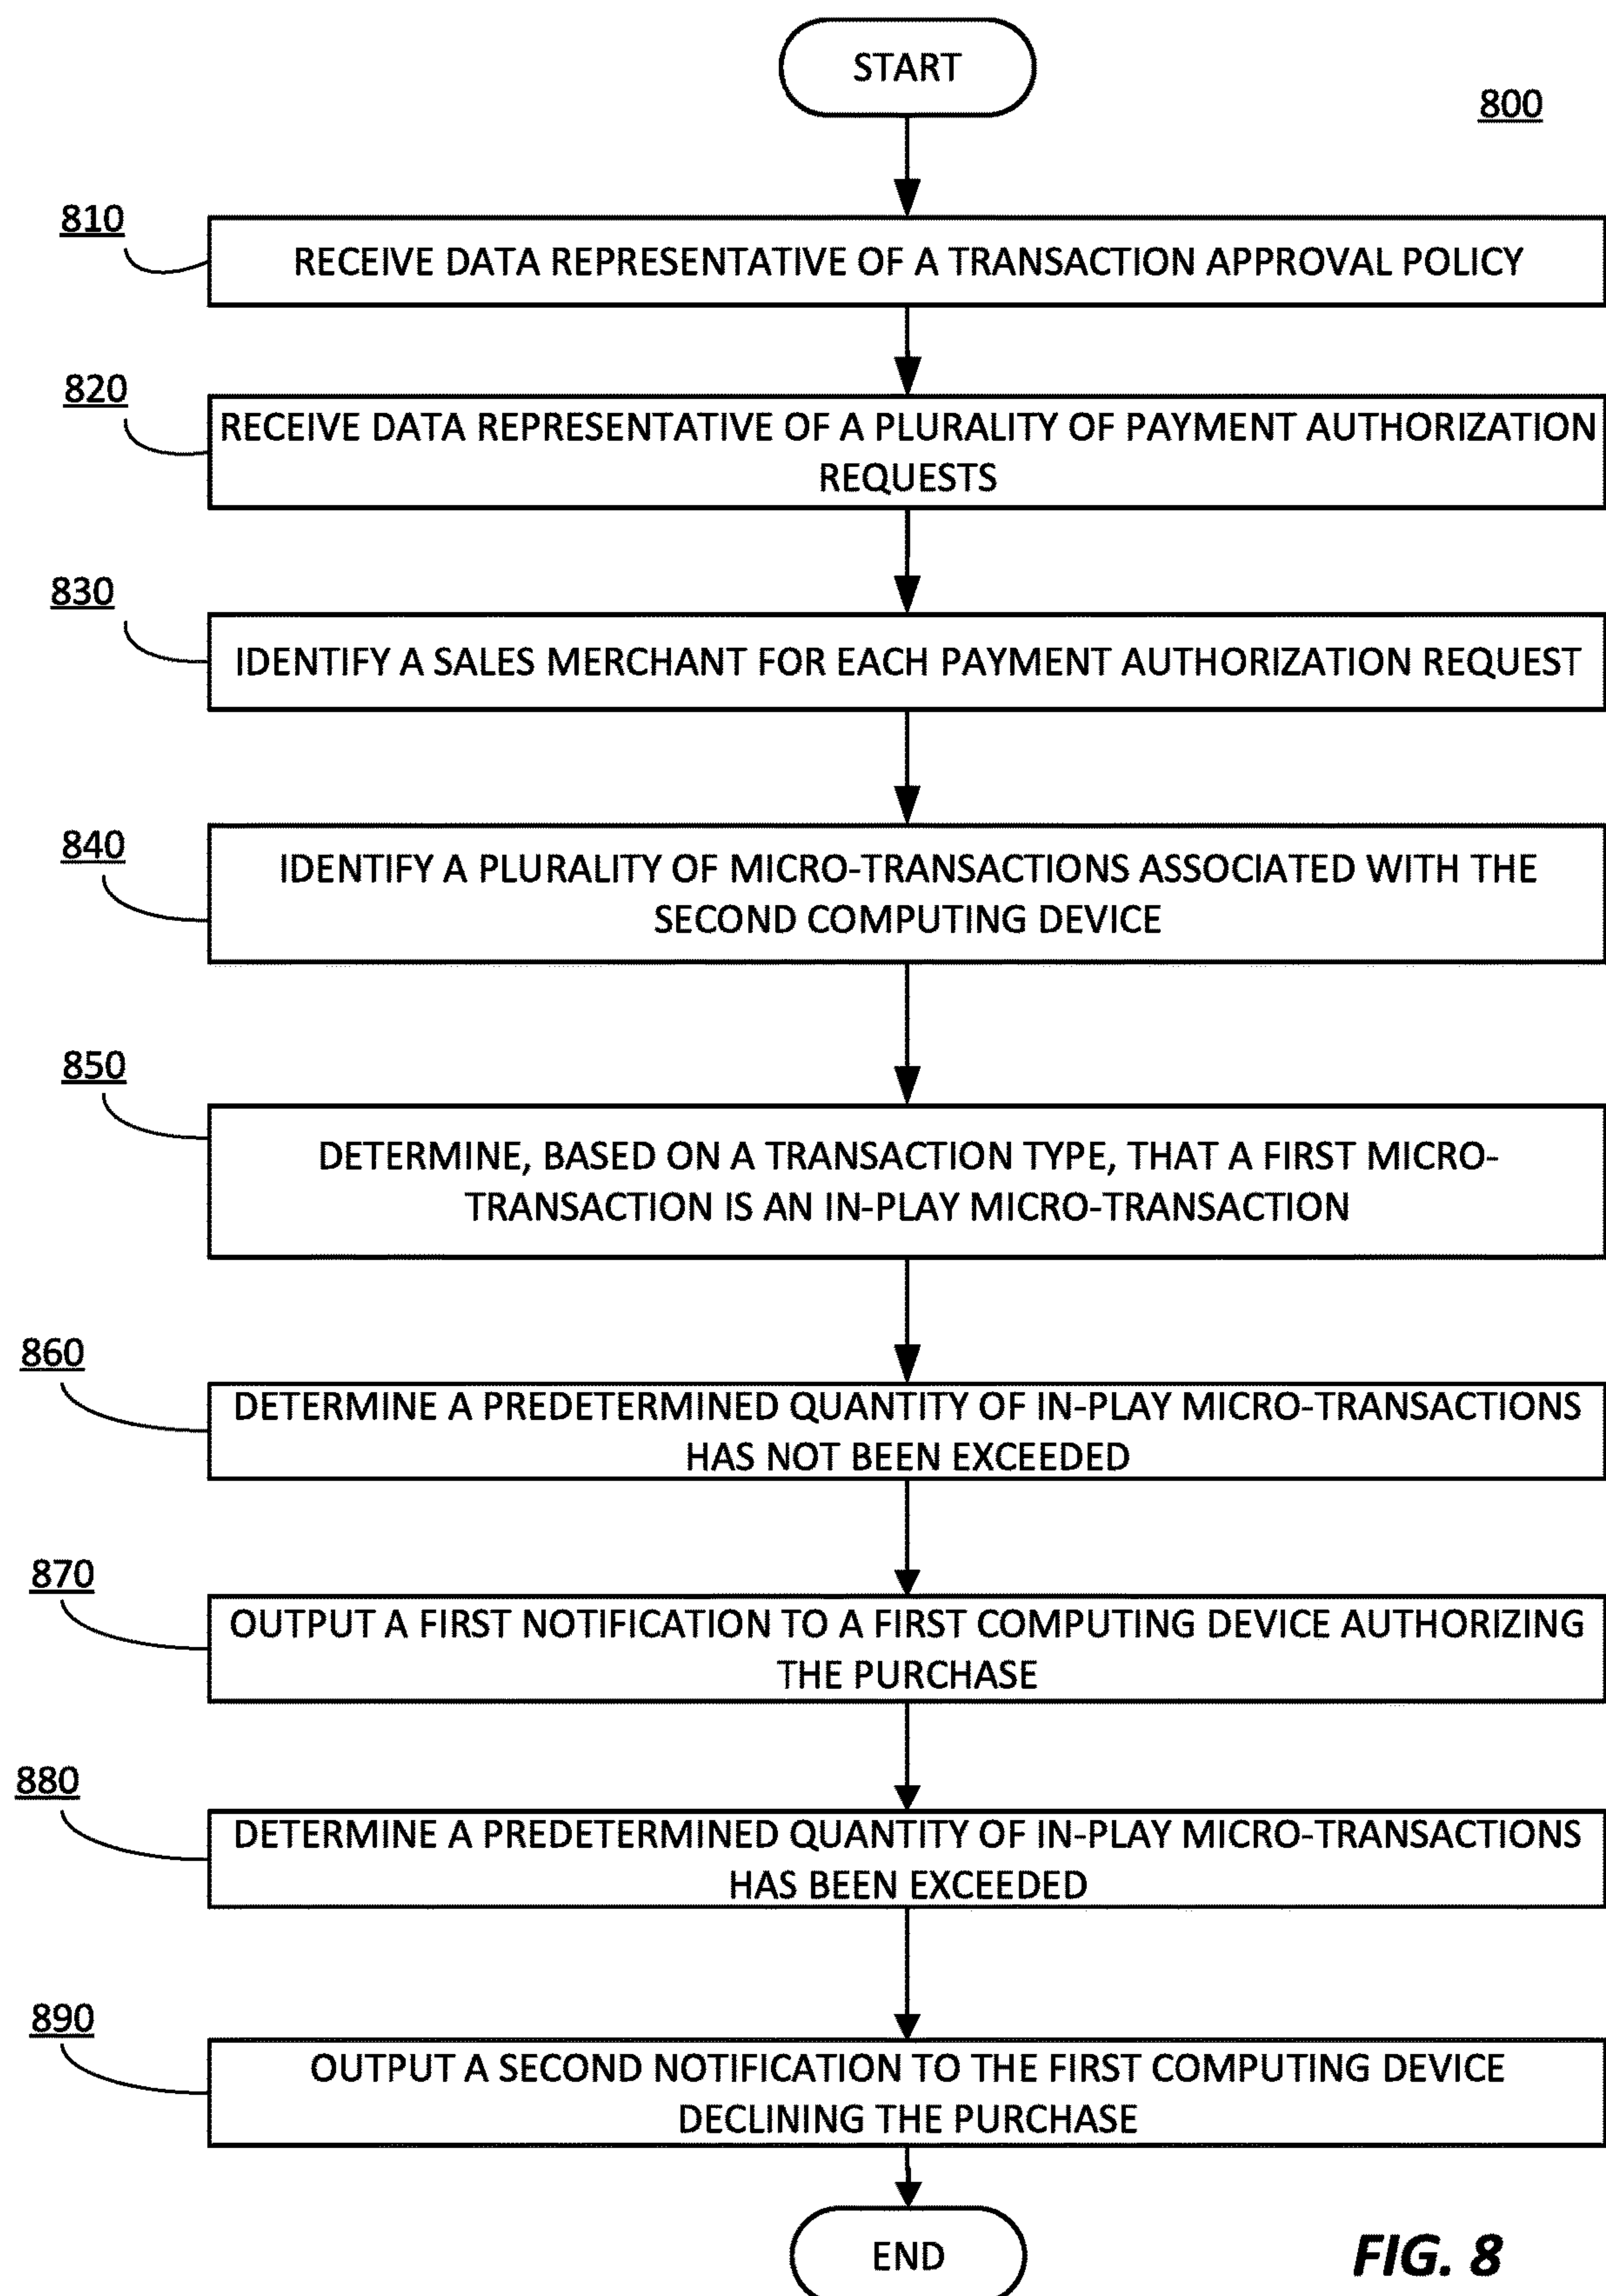 START
800
810
RECEIVE DATA REPRESENTATIVE OF A TRANSACTION APPROVAL POLICY
820
RECEIVE DATA REPRESENTATIVE OF A PLURALITY OF PAYMENT AUTHORIZATION
REQUESTS
830
IDENTIFY A SALES MERCHANT FOR EACH PAYMENT AUTHORIZATION REQUEST
840
IDENTIFY A PLURALITY OF MICRO-TRANSACTIONS ASSOCIATED WITH THE
SECOND COMPUTING DEVICE
850
DETERMINE, BASED ON A TRANSACTION TYPE, THAT A FIRST MICRO-
TRANSACTION IS AN IN-PLAY MICRO-TRANSACTION
860
DETERMINE A PREDETERMINED QUANTITY OF IN-PLAY MICRO-TRANSACTIONS
HAS NOT BEEN EXCEEDED
870
OUTPUT A FIRST NOTIFICATION TO A FIRST COMPUTING DEVICE AUTHORIZING
THE PURCHASE
880
DETERMINE A PREDETERMINED QUANTITY OF IN-PLAY MICRO-TRANSACTIONS
HAS BEEN EXCEEDED
890
OUTPUT A SECOND NOTIFICATION TO THE FIRST COMPUTING DEVICE
DECLINING THE PURCHASE
END
FIG. 8